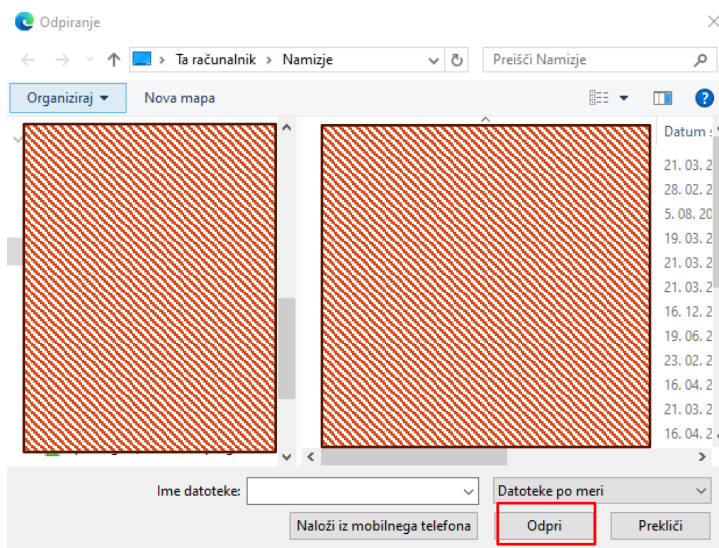 Odpiranje
Ta računalnik > Namizje
Preišči Namizje
Organiziraj
Nova mapa
Datum
21. 03. 2
28. 02. 2
5. 08. 20
19. 03. 2
21. 03. 2
21. 03. 2
16. 12. 2
19. 06. 2
23. 02. 2
16. 04. 2
21. 03. 2
16. 04. 2
Ime datoteke:
Datoteke po meri
Naloži iz mobilnega telefona
Odpri
Prekliči